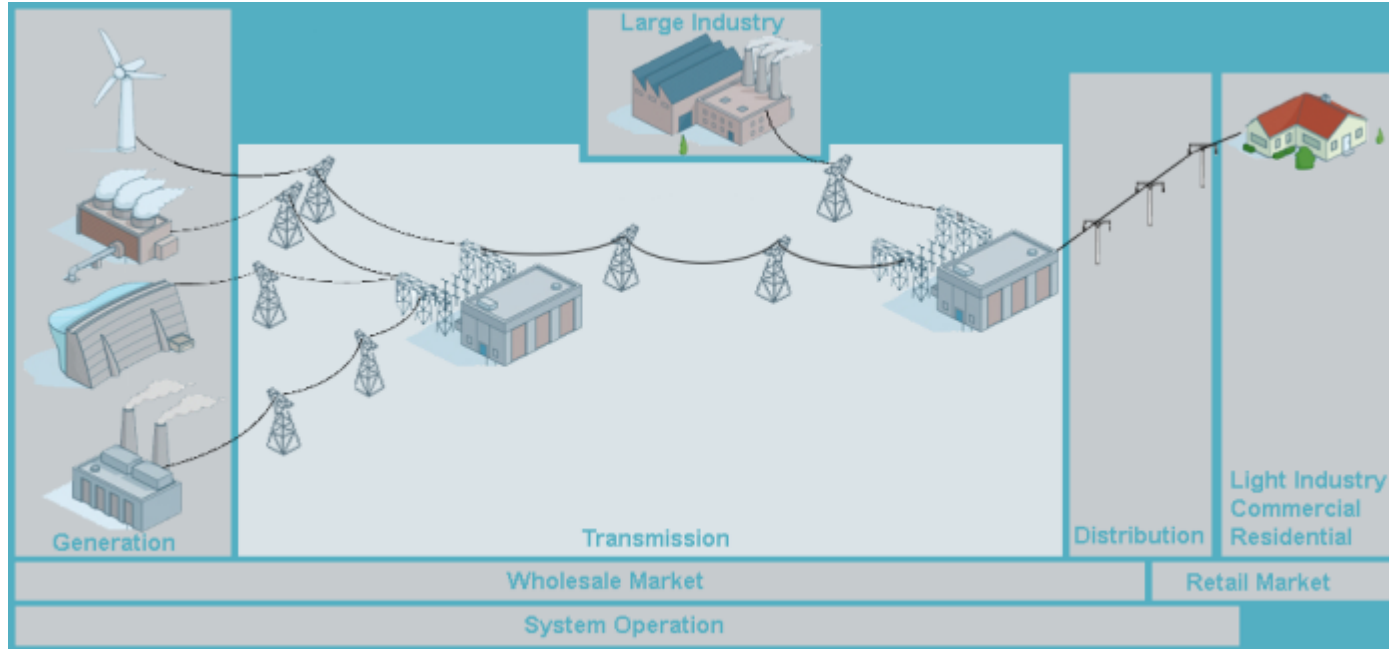 Large Industry
Generation
Transmission
Distribution
Light Industry
Commercial
Residential
Wholesale Market
Retail Market
System Operation